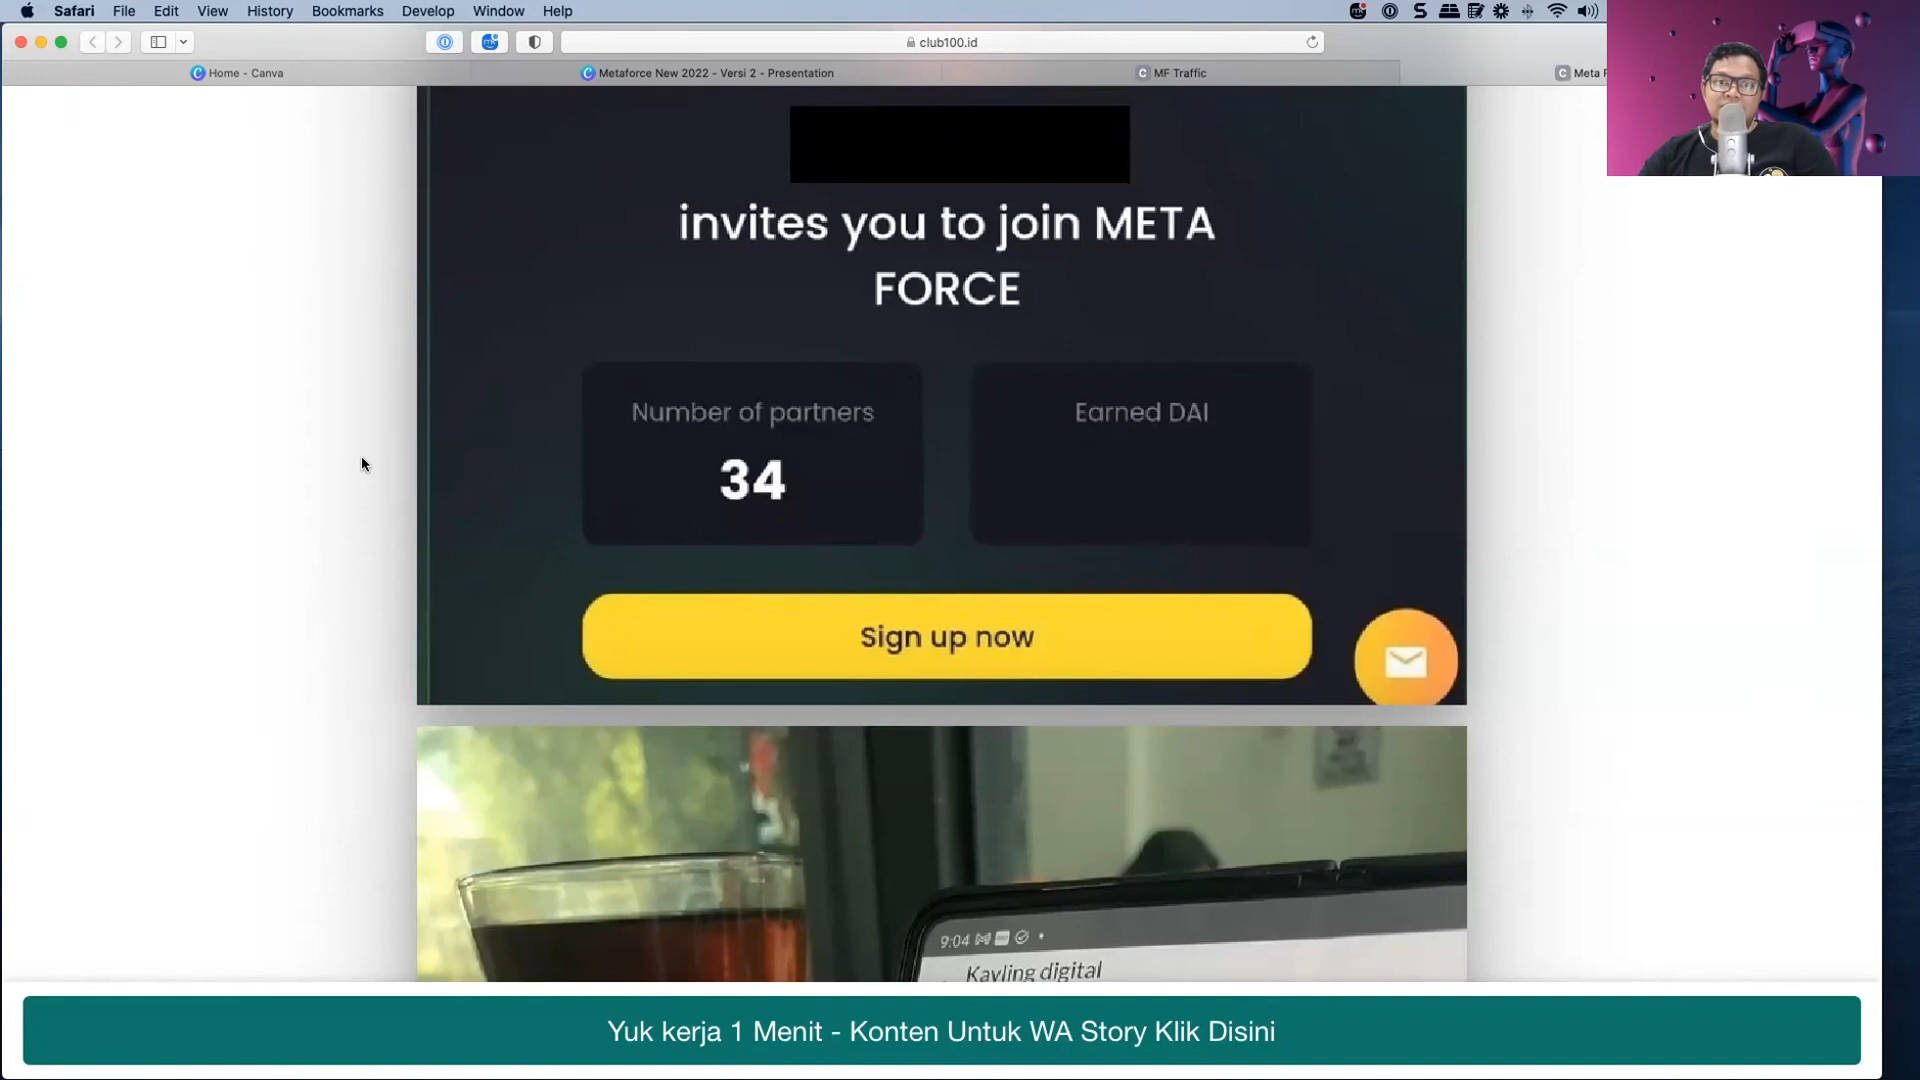 Safari File Edit View History Bookmarks Develop Window Help
club100.id
Home - Canva
Metaforce New 2022 - Versi 2 - Presentation
MF Traffic
Meta
invites you to join META
FORCE
Number of partners
34
Earned DAI
Sign up now
9:04
Kavling digital
Yuk kerja 1 Menit - Konten Untuk WA Story Klik Disini